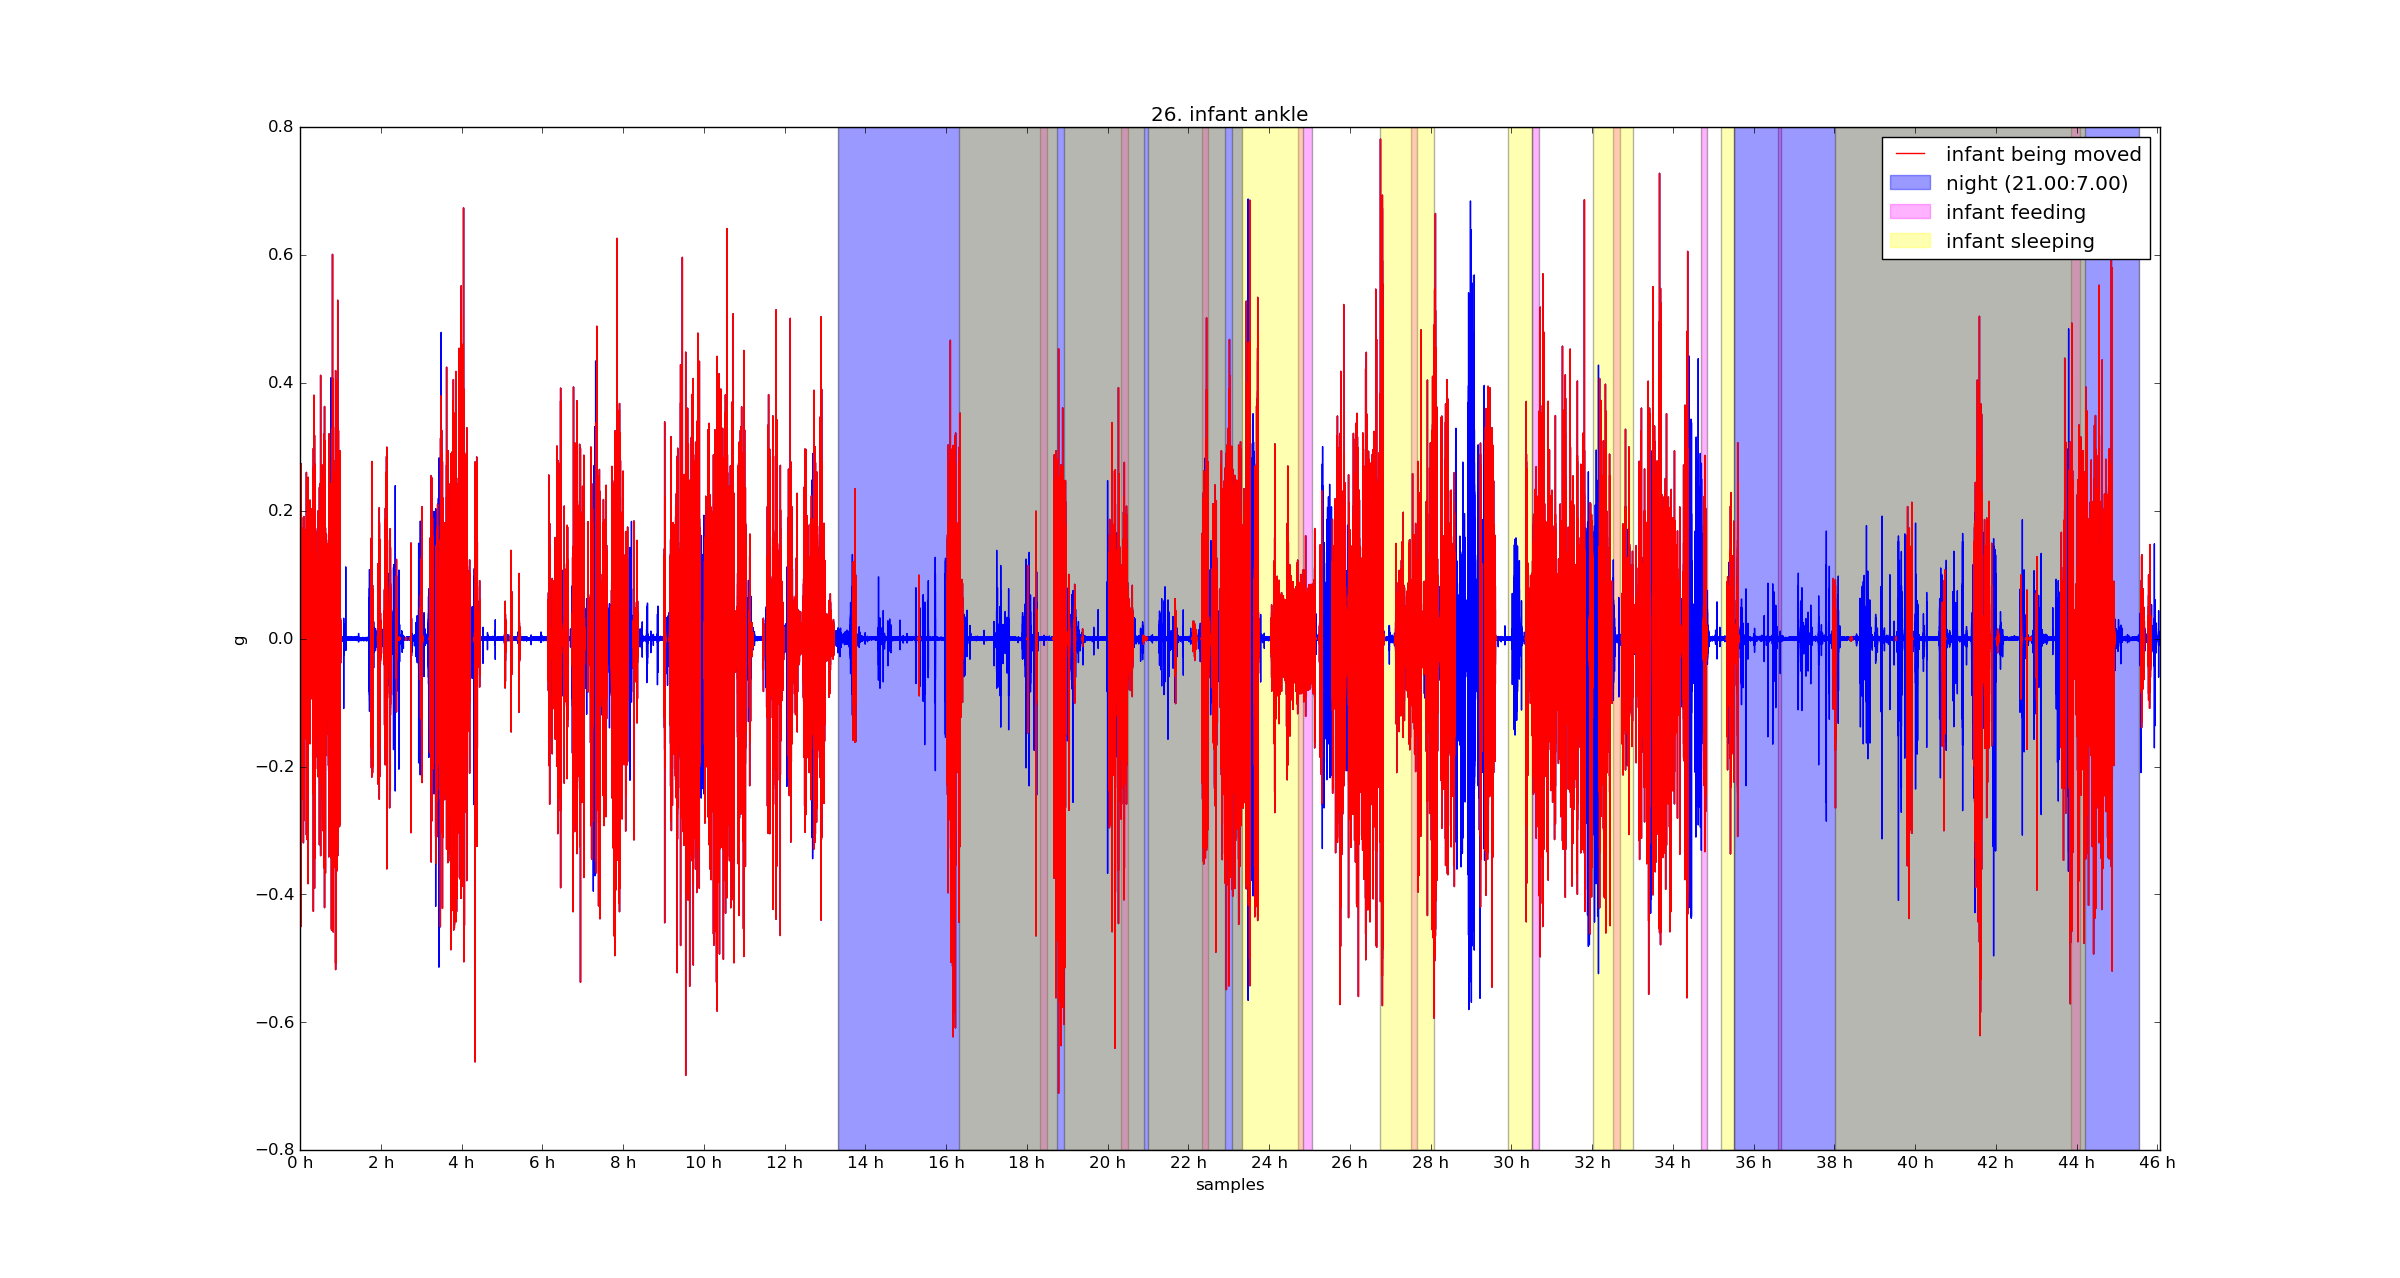 26. infant ankle
0.8
0.6
0.4
0.2
0.0
−0.2
−0.4
−0.6
−0.8
g
infant being moved
night (21.00:7.00)
infant feeding
infant sleeping
0 h 2 h 4 h 6 h 8 h 10 h 12 h 14 h 16 h 18 h 20 h 22 h 24 h 26 h 28 h 30 h 32 h 34 h 36 h 38 h 40 h 42 h 44 h 46 h
samples